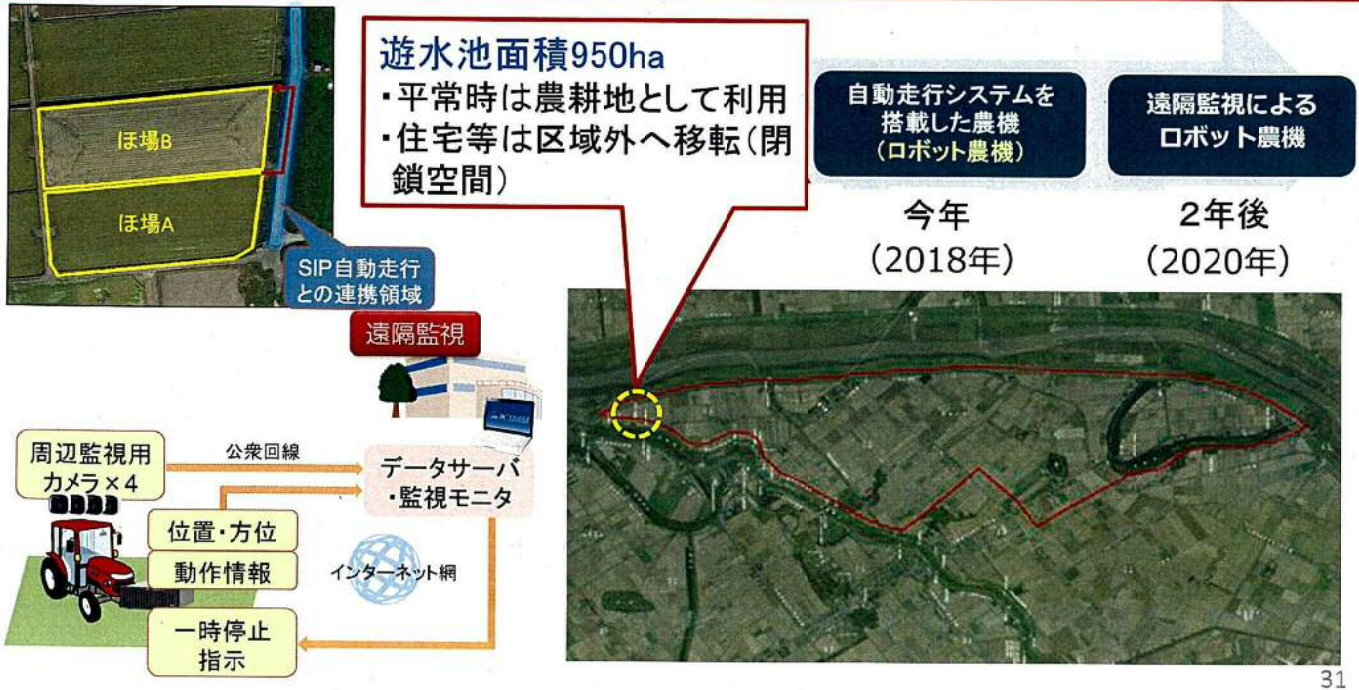 遊水池面積950ha
・平常時は農耕地として利用
・住宅等は区域外へ移転(閉
鎖空間)
自動走行システムを
搭載した農機
(ロボット農機)
遠隔監視による
ロボット農機
今年
(2018年)
2年後
(2020年)
ほ場B
ほ場A
SIP自動走行
との連携領域
遠隔監視
周辺監視用
カメラ×4
公衆回線
データサーバ
・監視モニタ
位置・方位
動作情報
インターネット網
一時停止
指示
31